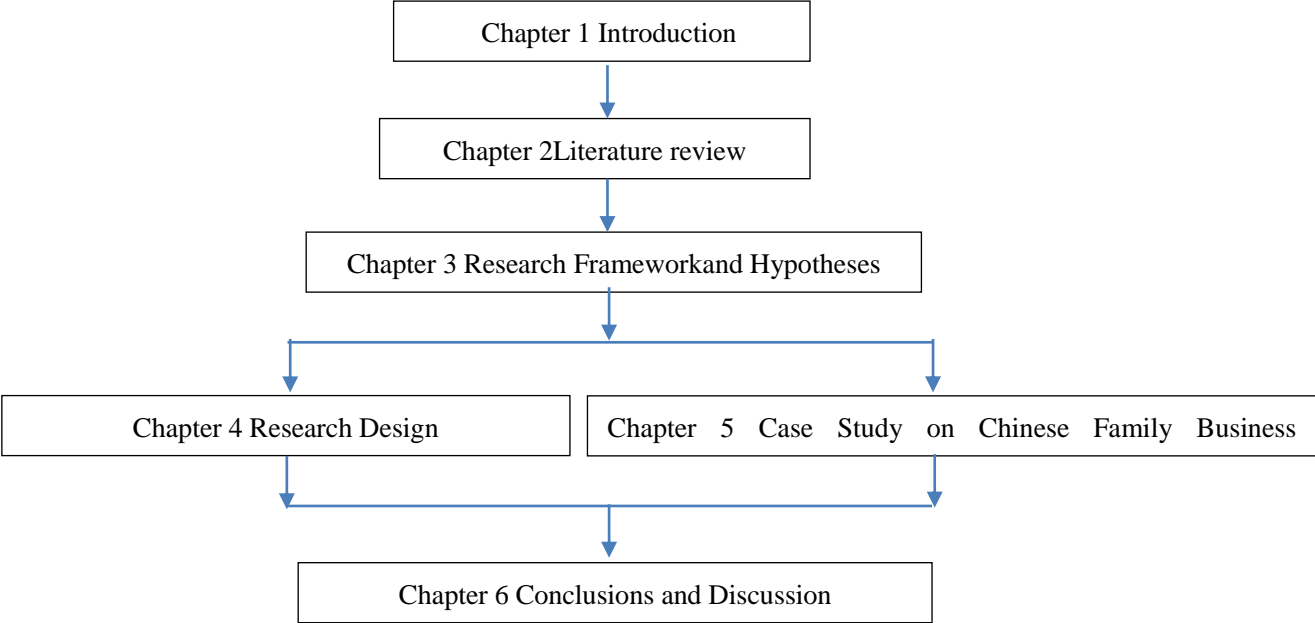 Chapter 1 Introduction
Chapter 2Literature review
Chapter 3 Research Frameworkand Hypotheses
Chapter 4 Research Design
Chapter 5 Case Study on Chinese Family Business
Chapter 6 Conclusions and Discussion